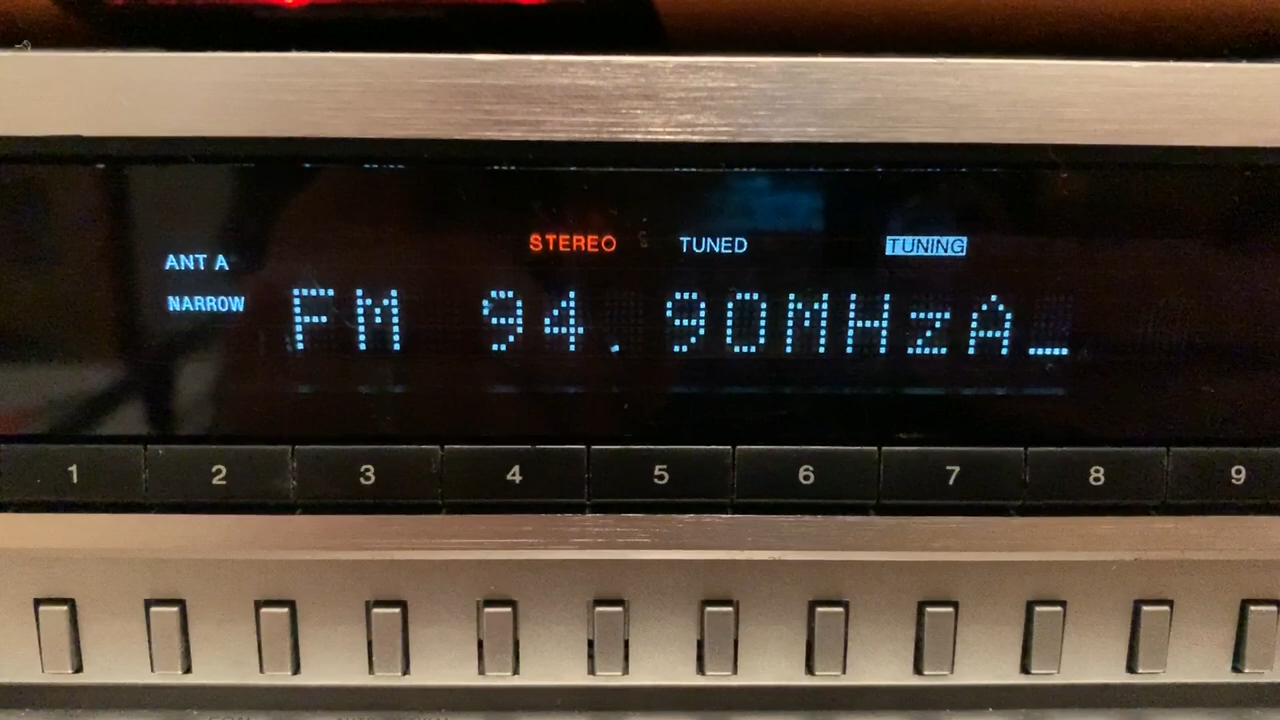 STEREO TUNED TUNING
ANT A
NARROW
FM 94.90MHzA_
1 2 3 4 5 6 7 8 9